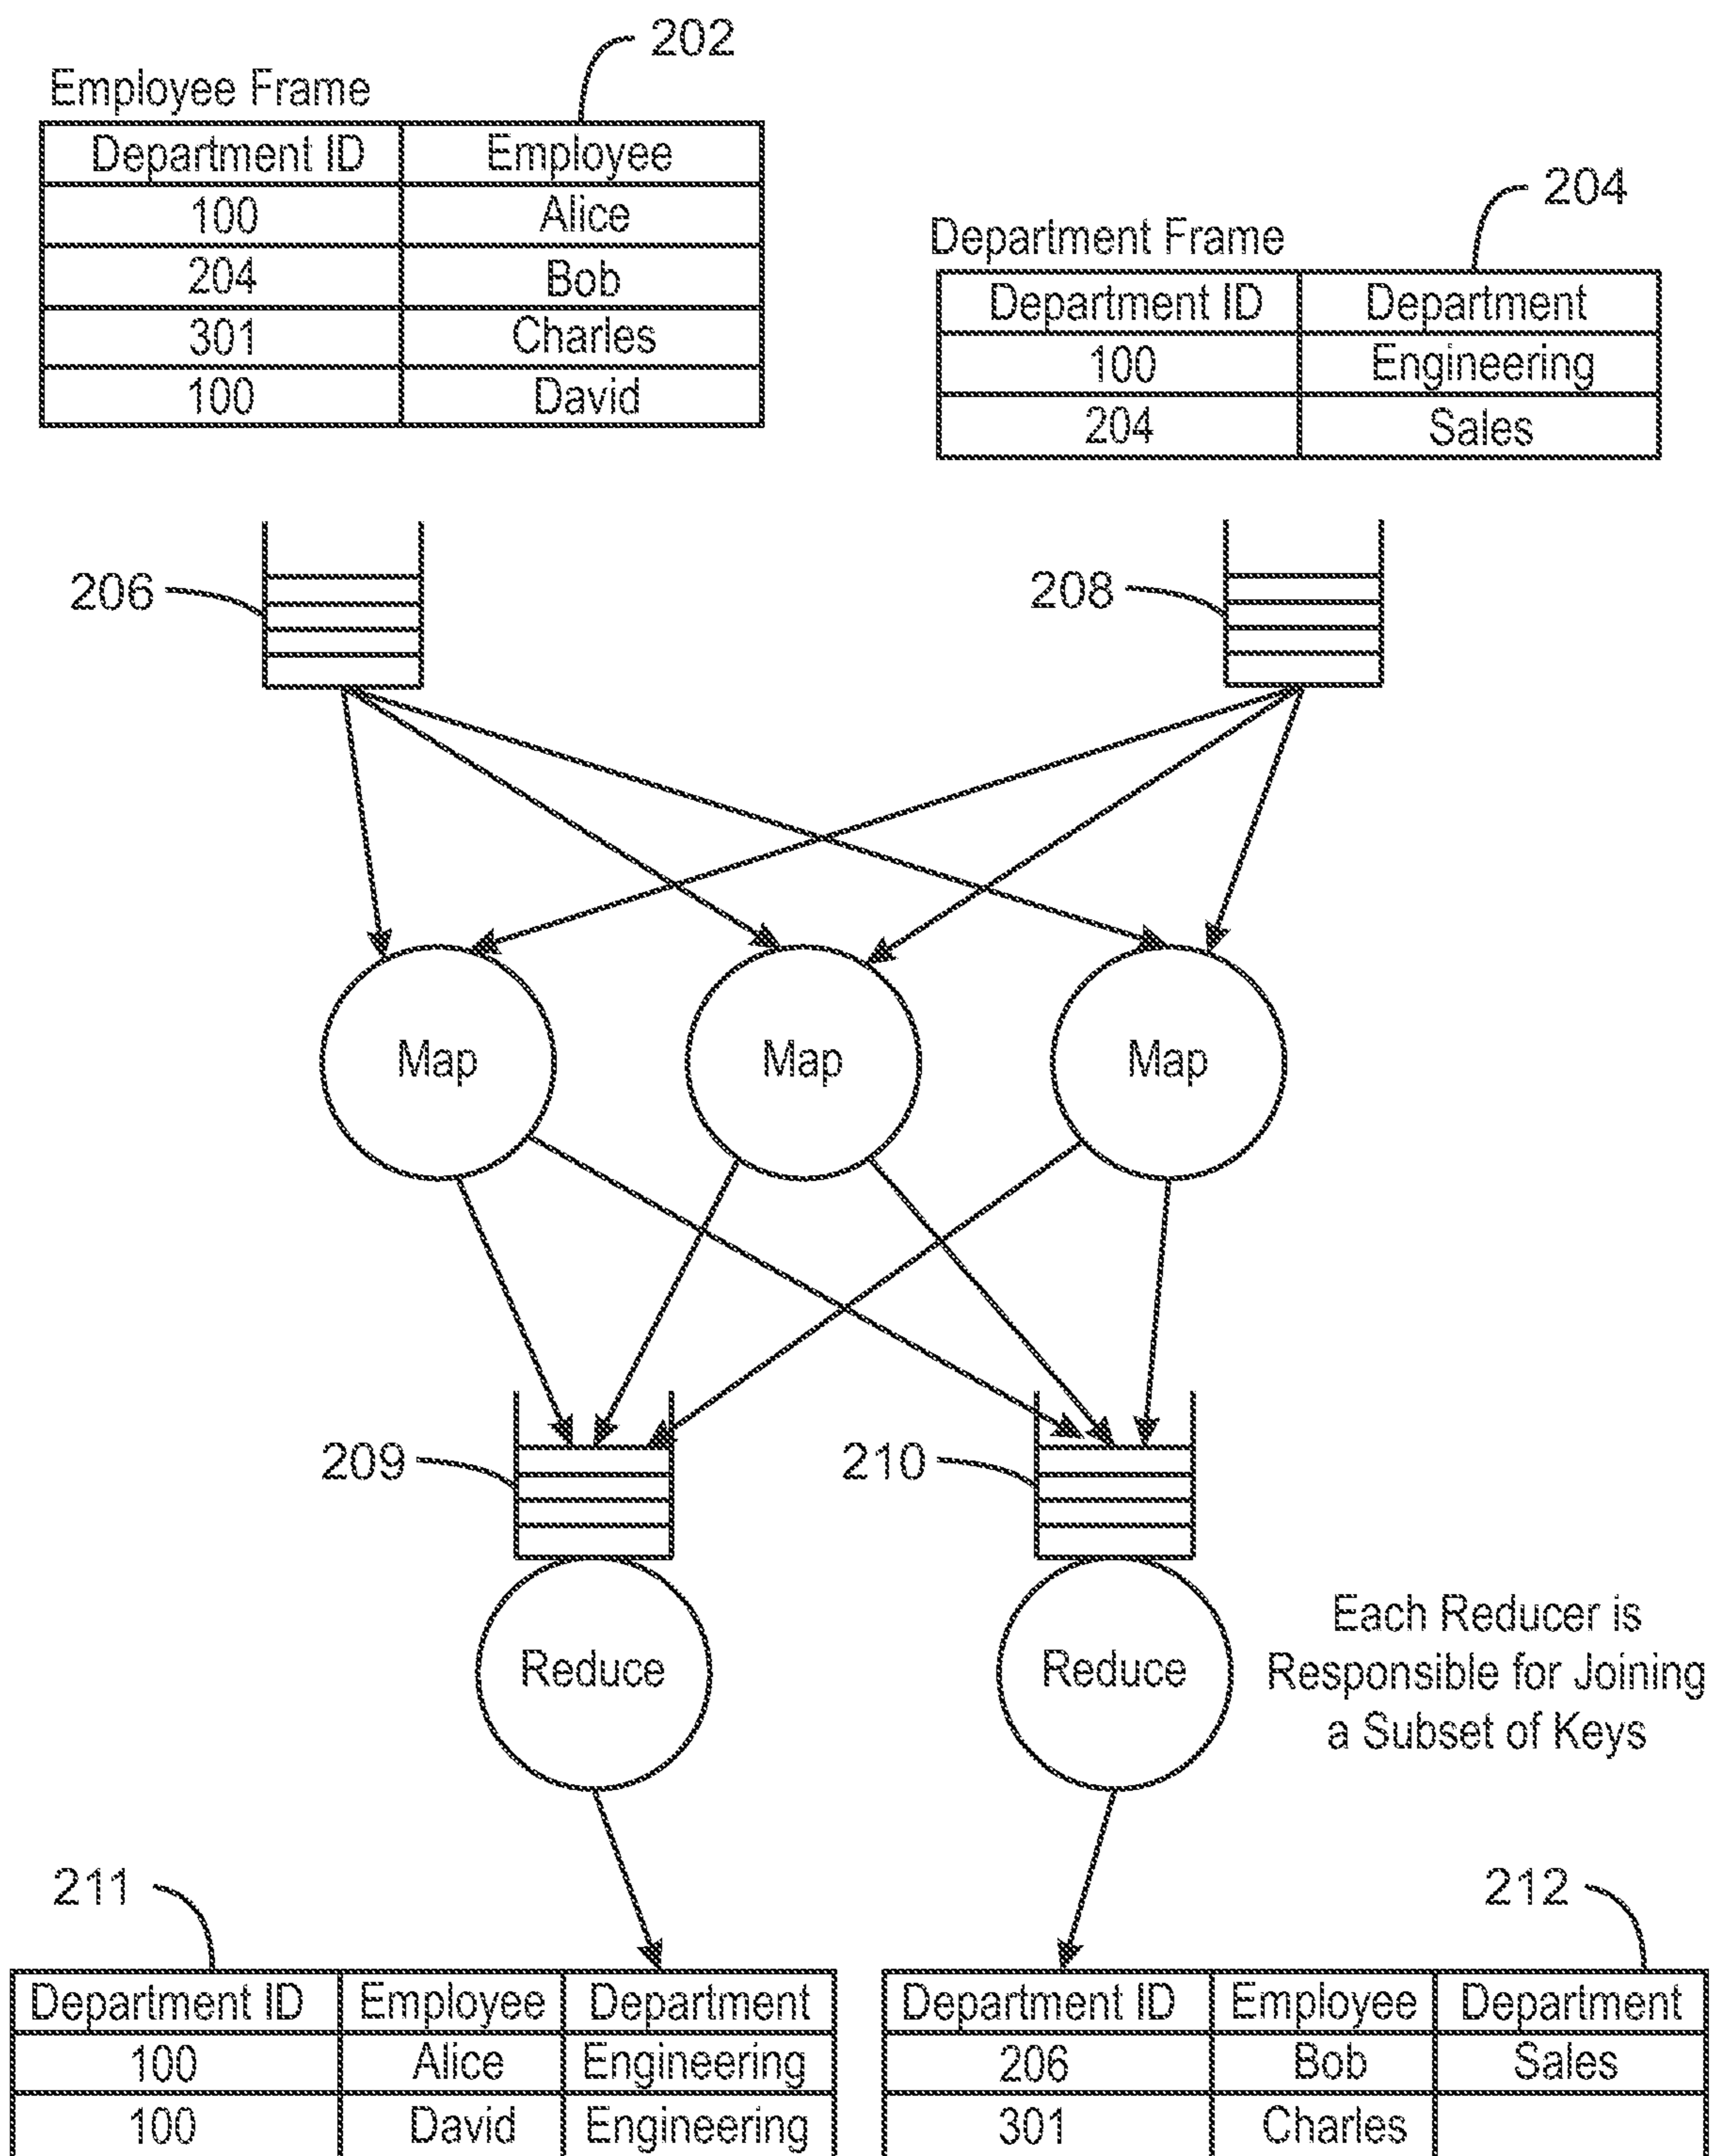 202
Employee Frame
Department ID Employee
100 Alice
204 Bob
301 Charles
100 David
204
Department Frame
Department ID Department
100 Engineering
204 Sales
206
208
Map Map Map
209
210
Reduce Reduce
Each Reducer is
Responsible for Joining
a Subset of Keys
211
212
Department ID Employee Department
100 Alice Engineering
100 David Engineering
Department ID Employee Department
206 Bob Sales
301 Charles